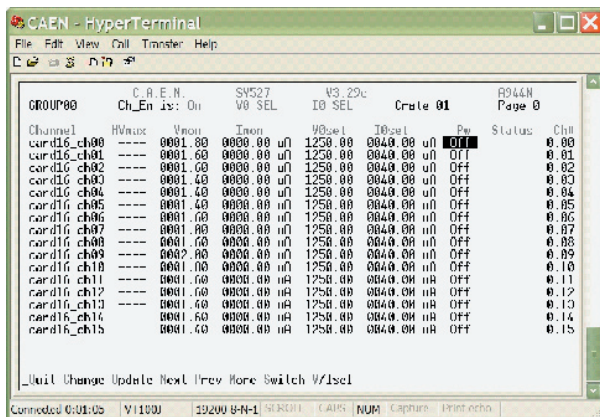 CAEN - HyperTerminal
File Edit View Call Transfer Help
C.A.E.N. SY527 V3.29c A944N
GROUP00 Ch_En is: On V0 SEL I0 SEL Crate 01 Page 0
Channel HVmax Vmon Imon V0set I0set Pw Status Ch#
card16_ch00 ---- 0001.80 0000.00 uA 1250.00 0040.00 uA Off 0.00
card16_ch01 ---- 0001.60 0000.00 uA 1250.00 0040.00 uA Off 0.01
card16_ch02 ---- 0001.60 0000.00 uA 1250.00 0040.00 uA Off 0.02
card16_ch03 ---- 0001.40 0000.00 uA 1250.00 0040.00 uA Off 0.03
card16_ch04 ---- 0001.40 0000.00 uA 1250.00 0040.00 uA Off 0.04
card16_ch05 ---- 0001.40 0000.00 uA 1250.00 0040.00 uA Off 0.05
card16_ch06 ---- 0001.60 0000.00 uA 1250.00 0040.00 uA Off 0.06
card16_ch07 ---- 0001.00 0000.00 uA 1250.00 0040.00 uA Off 0.07
card16_ch08 ---- 0001.60 0000.00 uA 1250.00 0040.00 uA Off 0.08
card16_ch09 ---- 0002.00 0000.00 uA 1250.00 0040.00 uA Off 0.09
card16_ch10 ---- 0001.00 0000.00 uA 1250.00 0040.00 uA Off 0.10
card16_ch11 ---- 0001.60 0000.00 uA 1250.00 0040.00 uA Off 0.11
card16_ch12 ---- 0001.60 0000.00 uA 1250.00 0040.00 uA Off 0.12
card16_ch13 ---- 0001.40 0000.00 uA 1250.00 0040.00 uA Off 0.13
card16_ch14 0001.60 0000.00 uA 1250.00 0040.00 uA Off 0.14
card16_ch15 0001.40 0000.00 uA 1250.00 0040.00 uA Off 0.15
_Quit Change Update Next Prev More Switch V/Isel
Connected 0:01:05 VT100J 19200 8-N-1 SCROLL CAPS NUM Capture Print echo